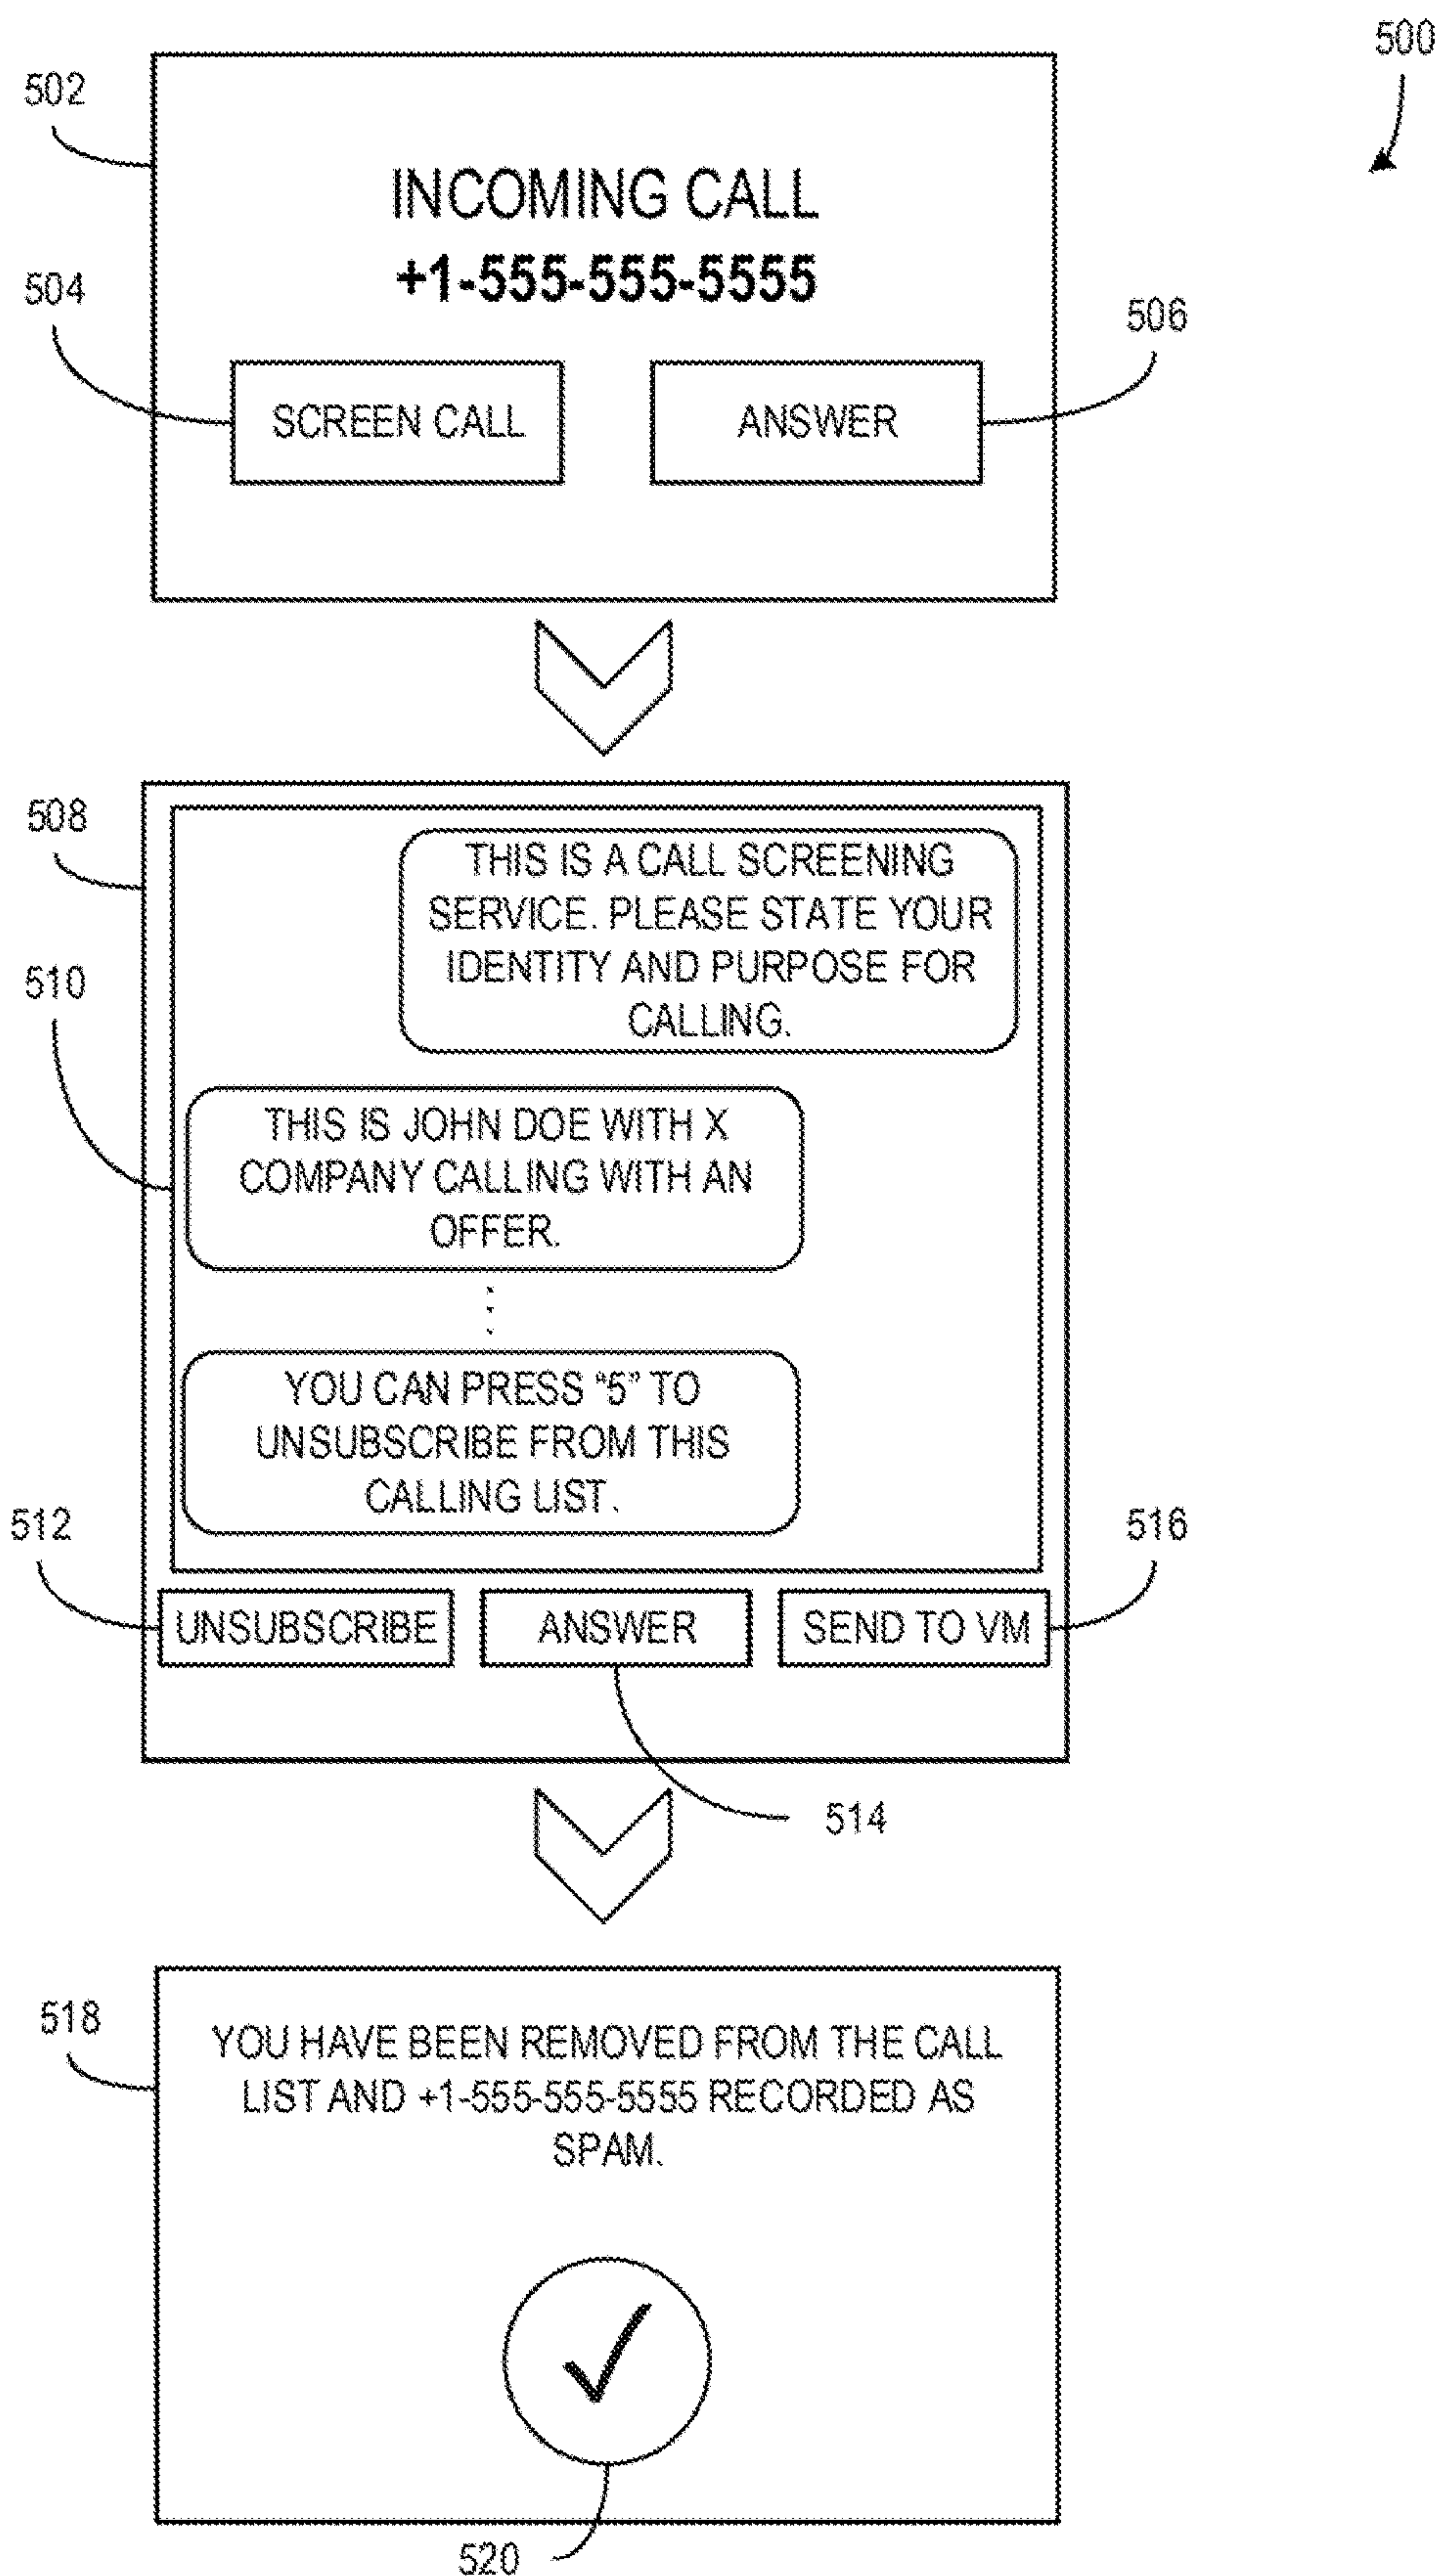 500
502
INCOMING CALL
+1-555-555-5555
504
506
SCREEN CALL
ANSWER
508
THIS IS A CALL SCREENING
SERVICE. PLEASE STATE YOUR
IDENTITY AND PURPOSE FOR
CALLING.
510
THIS IS JOHN DOE WITH X
COMPANY CALLING WITH AN
OFFER.
YOU CAN PRESS “5” TO
UNSUBSCRIBE FROM THIS
CALLING LIST.
512
516
UNSUBSCRIBE
ANSWER
SEND TO VM
514
518
YOU HAVE BEEN REMOVED FROM THE CALL
LIST AND +1-555-555-5555 RECORDED AS
SPAM.
520